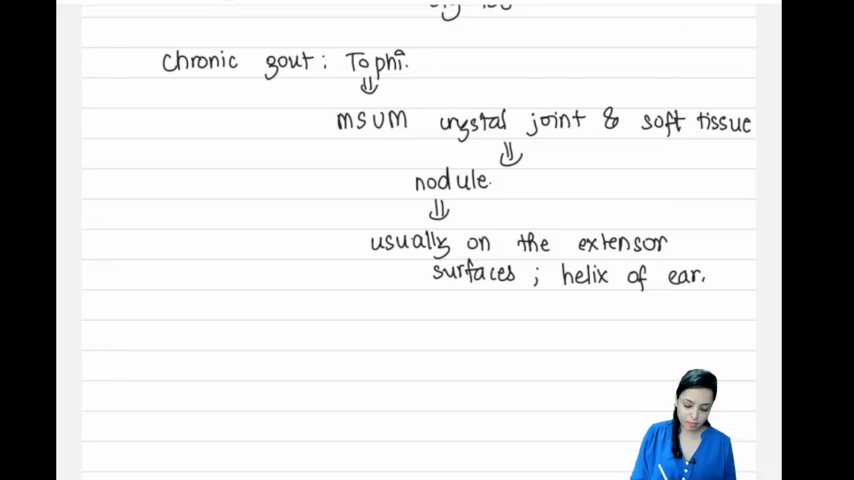 Chronic gout : Tophi.
⇓
MSUM crystal joint & soft tissue
⇓
nodule.
⇓
usually on the extensor
surfaces ; helix of ear.